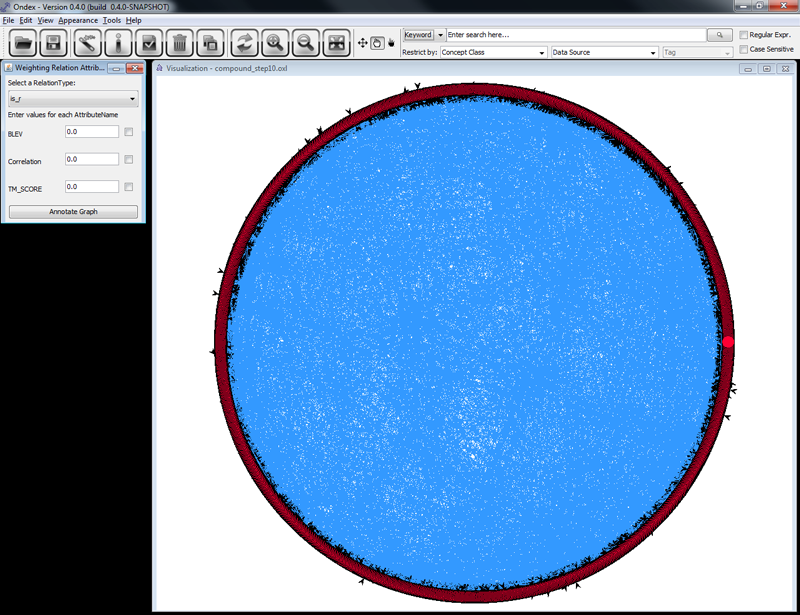 Ondex - Version 0.4.0 (build 0.4.0-SNAPSHOT)
File Edit View Appearance Tools Help
Keyword Enter search here... Regular Expr.
Restrict by: Concept Class Data Source Tag Case Sensitive
Weighting Relation Attrib...
Visualization - compound_step10.oxl
Select a RelationType:
is_r
Enter values for each AttributeName
BLEV 0.0
Correlation 0.0
TM_SCORE 0.0
Annotate Graph